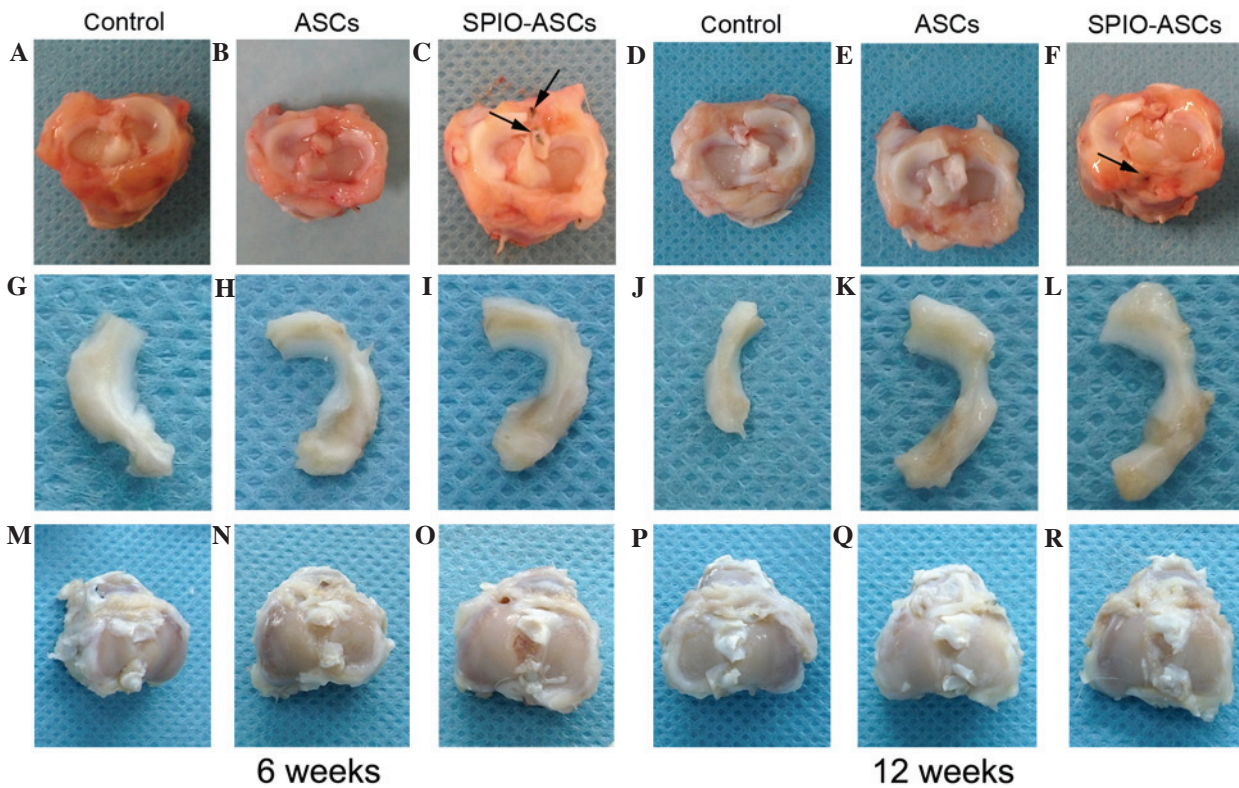 Control ASCs SPIO-ASCs Control ASCs SPIO-ASCs
A B C D E F
G H I J K L
M N O P Q R
6 weeks 12 weeks